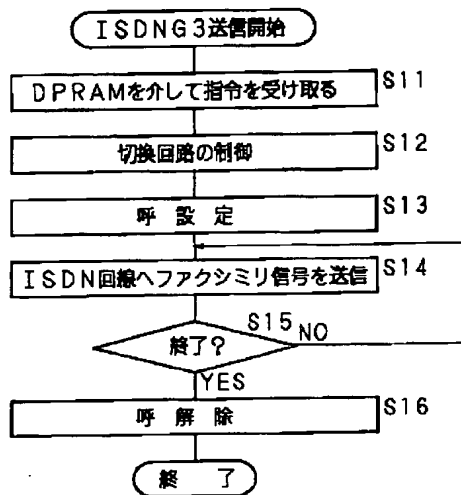 ISDNG3送信開始
DPRAMを介して指令を受け取る S11
切換回路の制御 S12
呼設定 S13
ISDN回線へファクシミリ信号を送信 S14
終了? S15 NO
YES
呼解除 S16
終了